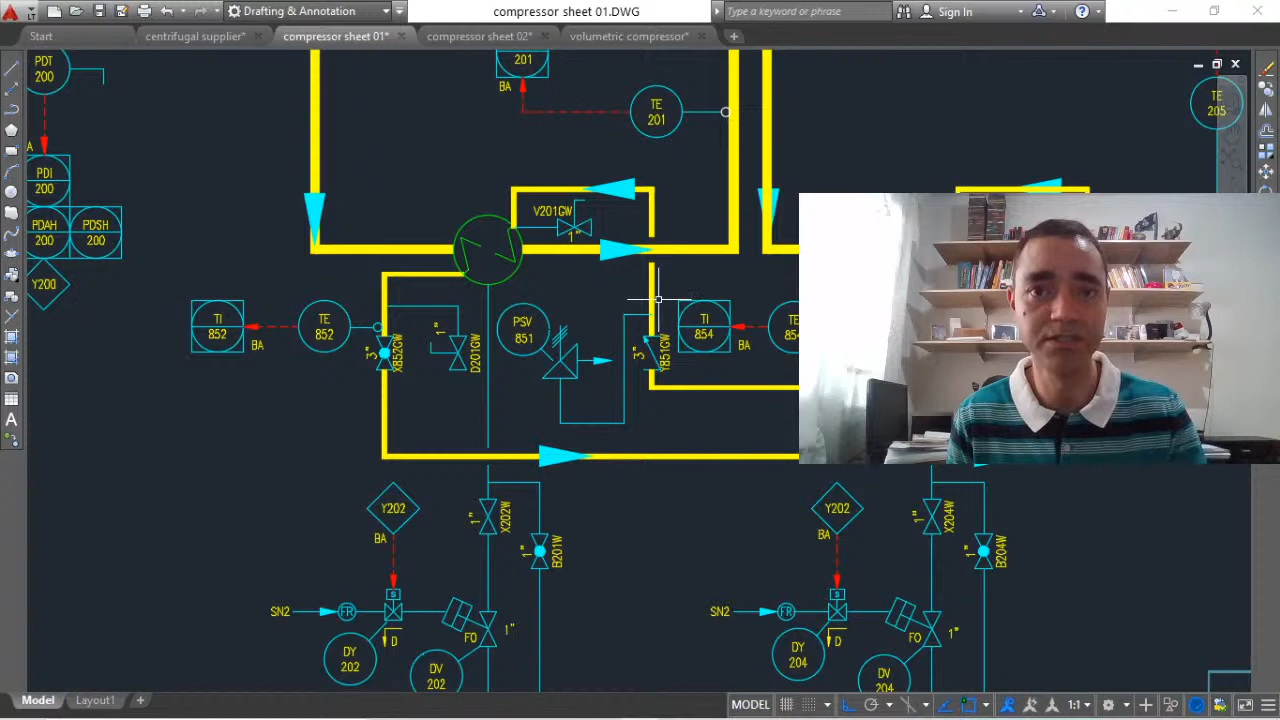 Drafting & Annotation
compressor sheet 01.DWG
Type a keyword or phrase
Sign In
LT
Start
centrifugal supplier*
compressor sheet 01*
compressor sheet 02*
volumetric compressor*
PDT
200
201
BA
TE
201
TE
205
A
PDI
200
PDAH
200
PDSH
200
Y200
V201GW
1"
TI
852
BA
TE
852
3"
X852GW
1"
D201GW
PSV
851
3"
Y851GW
TI
854
BA
Y202
BA
1"
X202W
1"
B201W
SN2
FR
S
D
DY
202
FO
1"
DV
202
Y202
BA
1"
X204W
1"
B204W
SN2
FR
S
D
DY
204
FO
1"
DV
204
Model
Layout1
MODEL
1:1